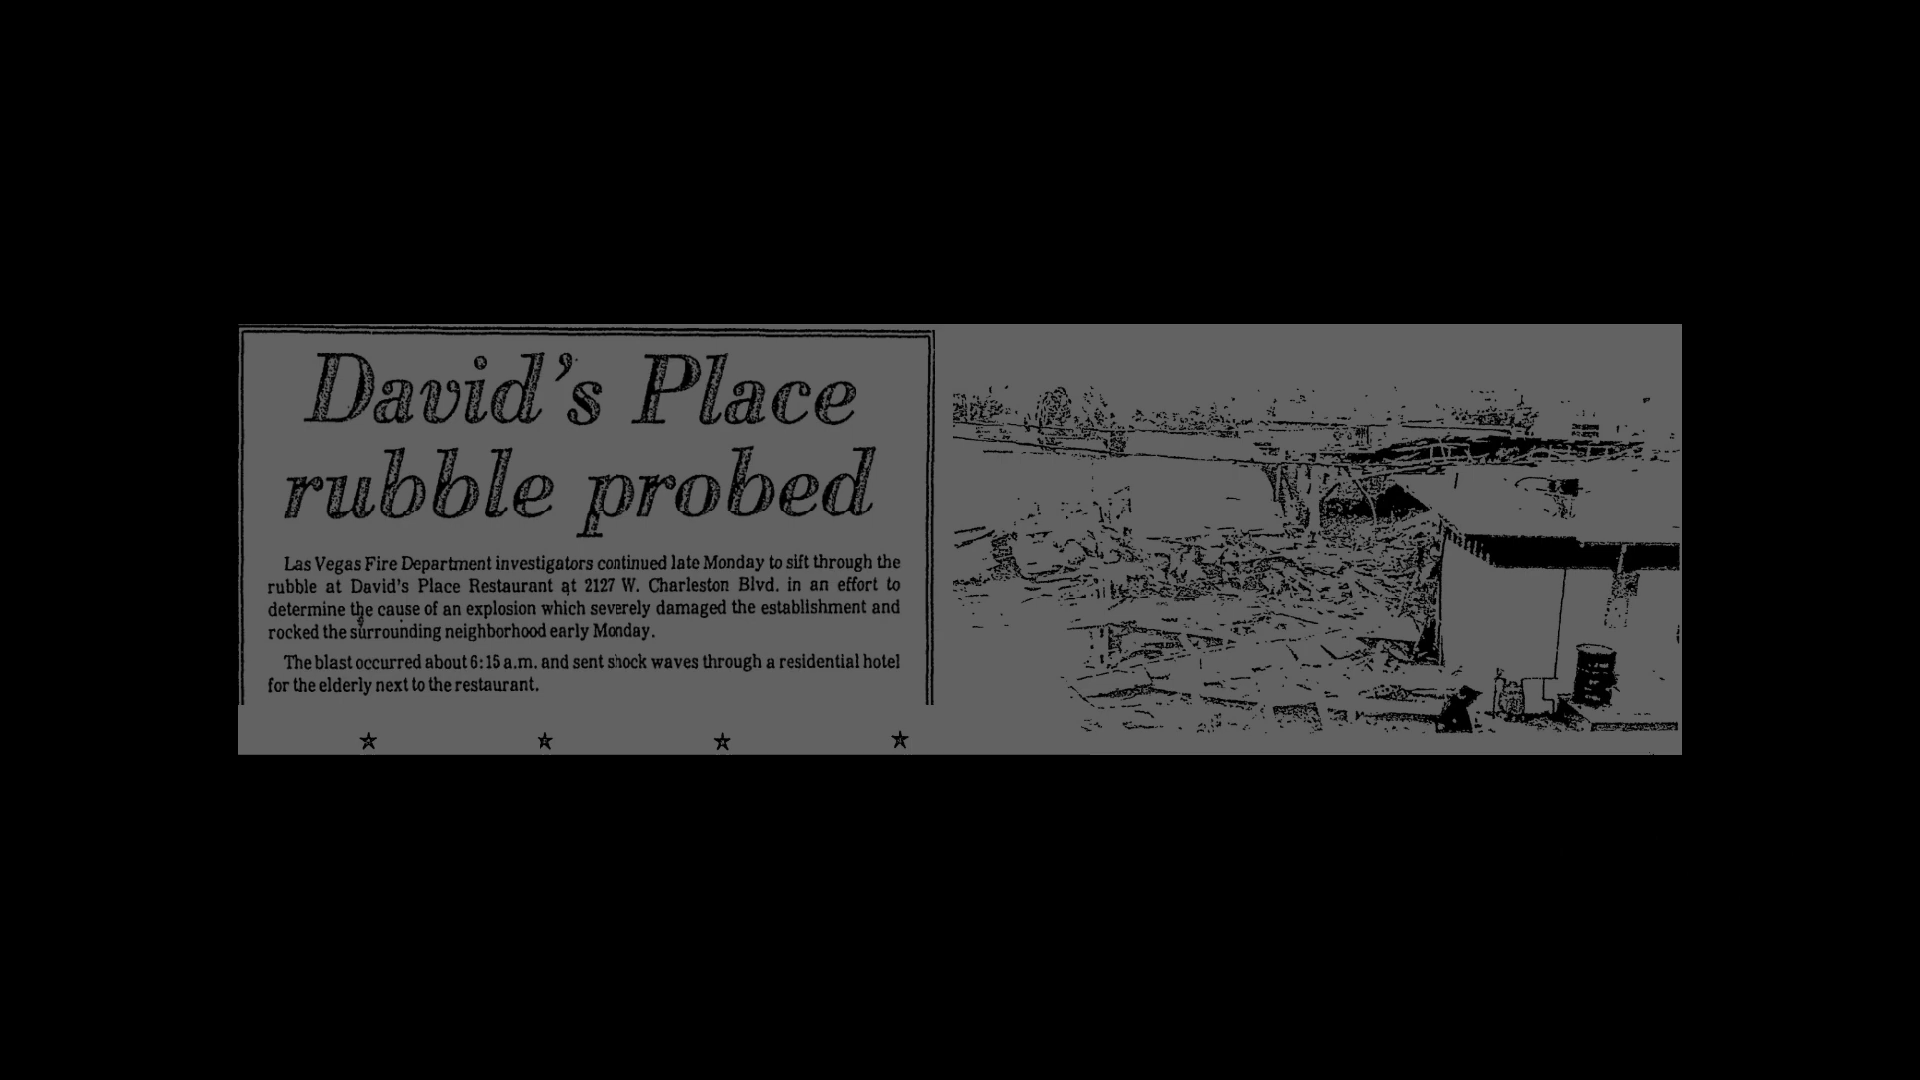 David's Place
rubble probed
Las Vegas Fire Department investigators continued late Monday to sift through the
rubble at David's Place Restaurant at 2127 W. Charleston Blvd. in an effort to
determine the cause of an explosion which severely damaged the establishment and
rocked the surrounding neighborhood early Monday.
The blast occurred about 6:15 a.m. and sent shock waves through a residential hotel
for the elderly next to the restaurant.